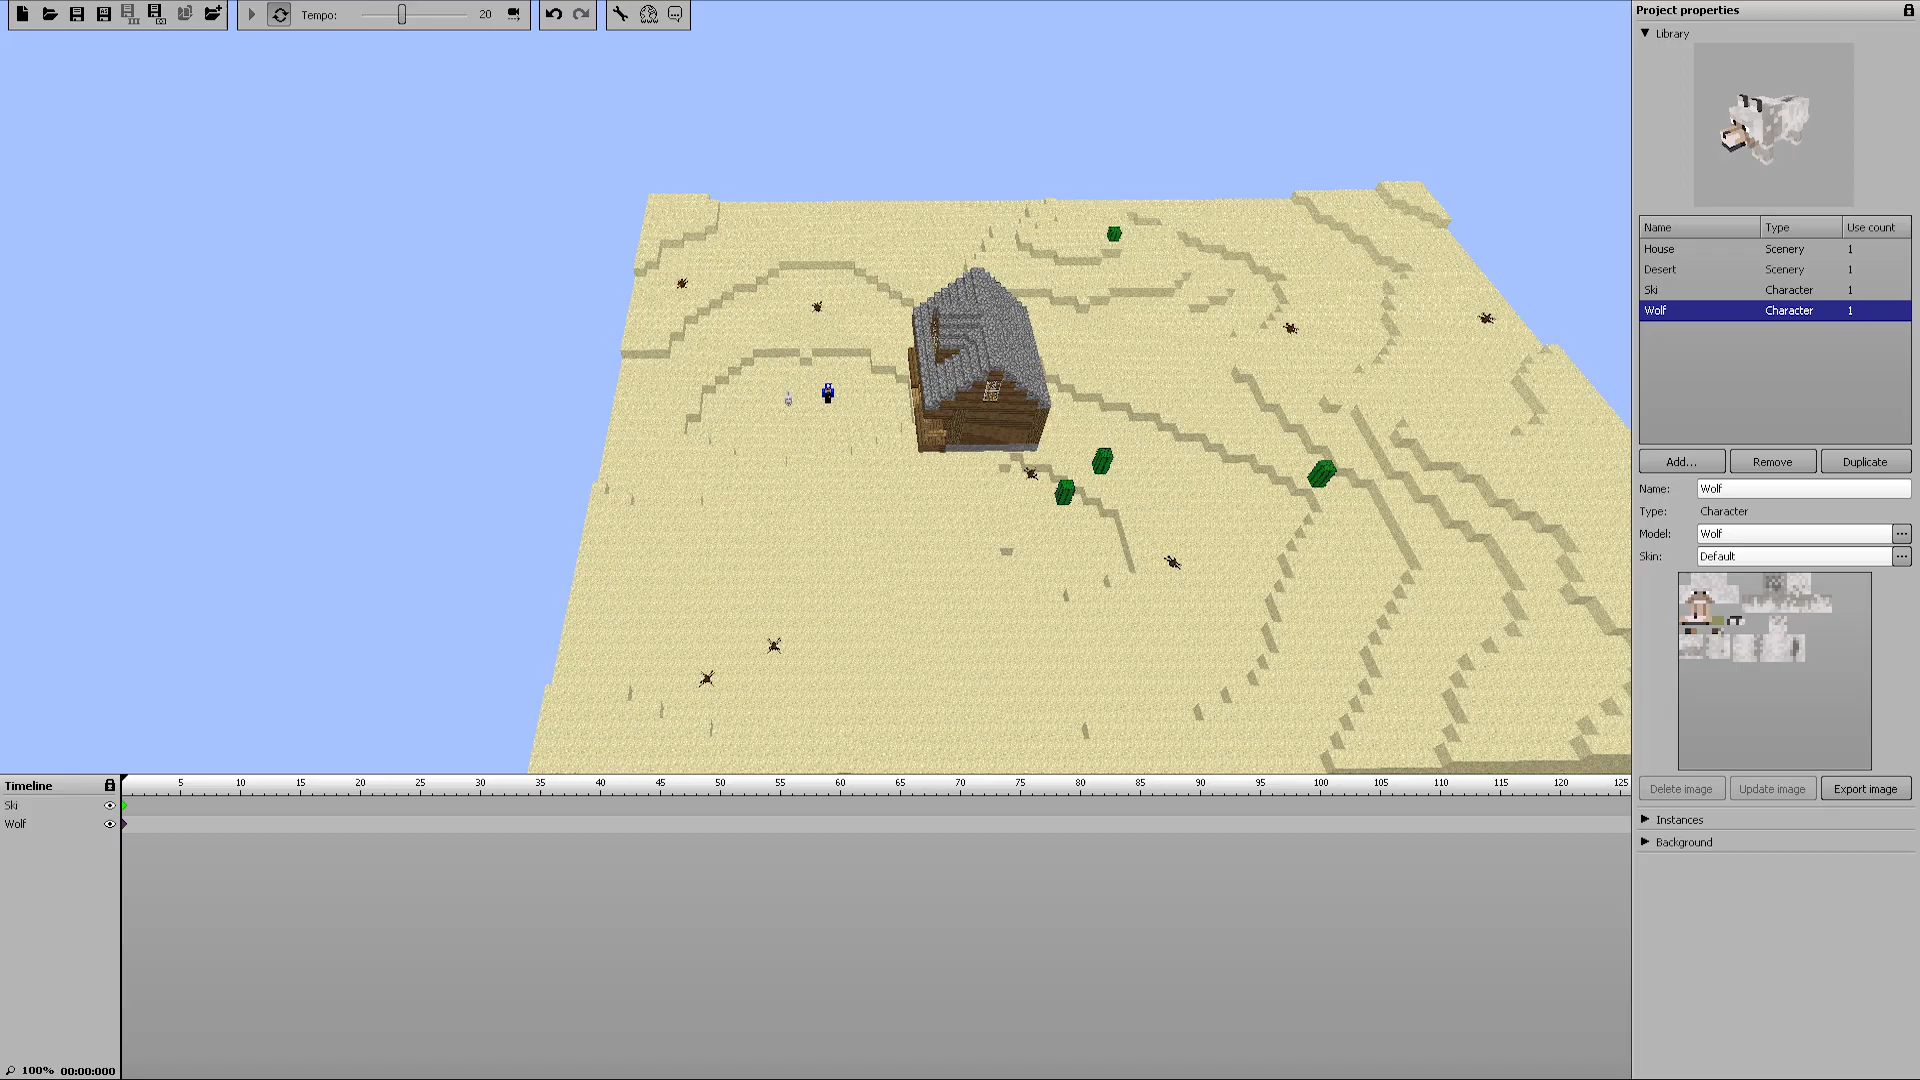 Tempo: 20
Project properties
Library
Name Type Use count
House Scenery 1
Desert Scenery 1
Ski Character 1
Wolf Character 1
Add... Remove Duplicate
Name: Wolf
Type: Character
Model: Wolf
Skin: Default
Delete image Update image Export image
Instances
Background
Timeline
5 10 15 20 25 30 35 40 45 50 55 60 65 70 75 80 85 90 95 100 105 110 115 120 125
Ski
Wolf
100% 00:00:000